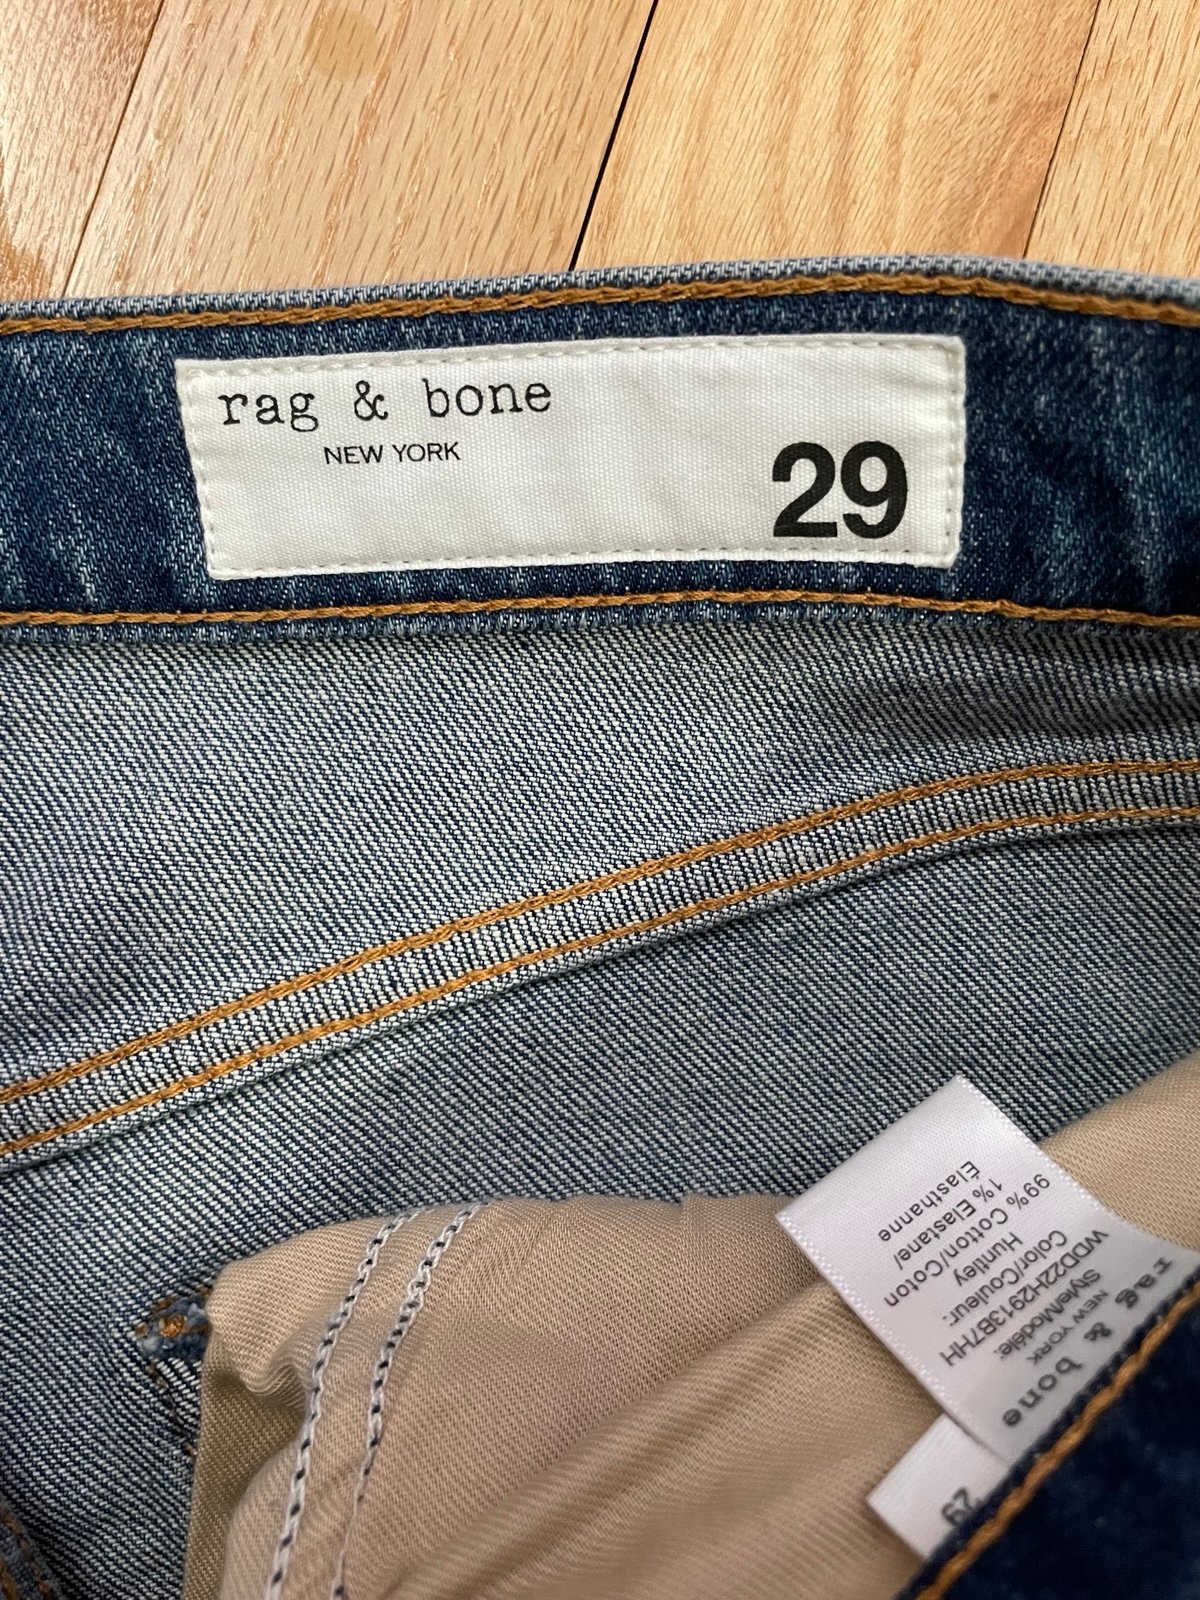 rag & bone
NEW YORK
29
rag & bone
NEW YORK
Style/Modèle:
WDD22H2913B7HH
Color/Couleur:
Huntley
99% Cotton/Coton
1% Elastane/
Élasthanne
29